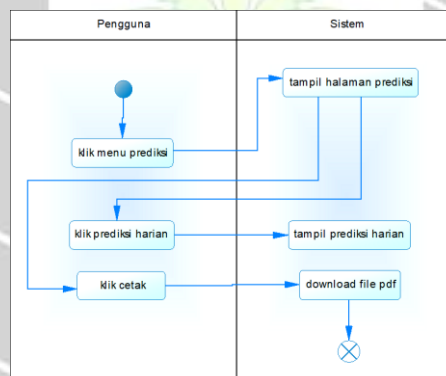 Pengguna
Sistem
tampil halaman prediksi
klik menu prediksi
klik prediksi harian
tampil prediksi harian
klik cetak
download file pdf